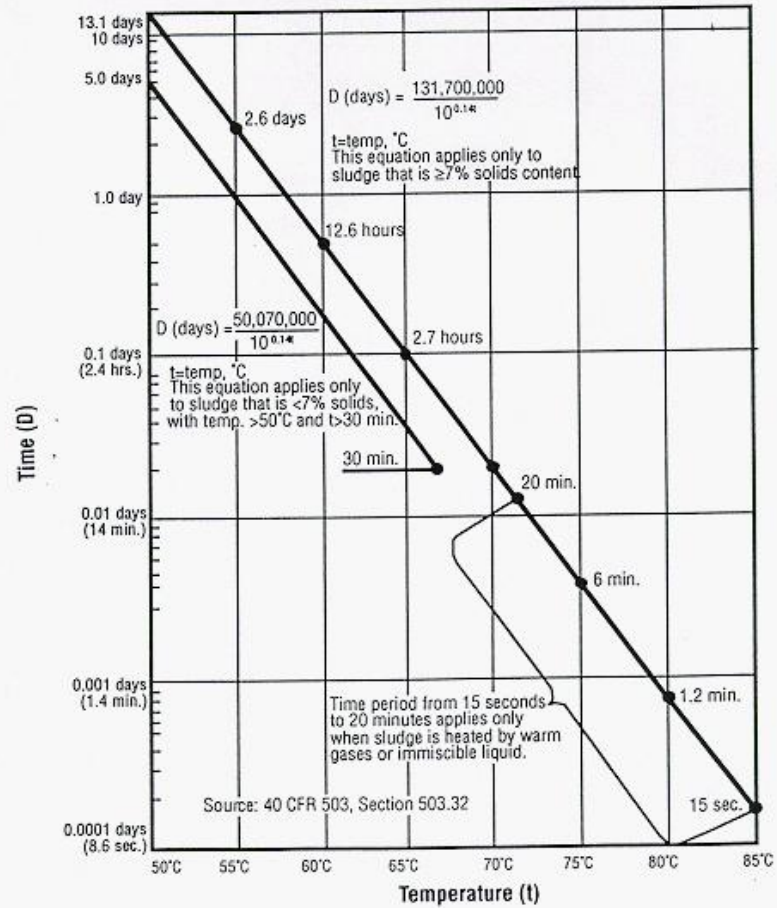 13.1 days
10 days
5.0 days
1.0 day
0.1 days
(2.4 hrs.)
0.01 days
(14 min.)
0.001 days
(1.4 min.)
0.0001 days
(8.6 sec.)
Time (D)
D (days) = 131,700,000
10^0.14t
t=temp, °C
This equation applies only to
sludge that is ≥7% solids content
2.6 days
12.6 hours
2.7 hours
20 min.
6 min.
1.2 min.
15 sec.
D (days) = 50,070,000
10^0.14t
t=temp, °C
This equation applies only
to sludge that is <7% solids,
with temp. >50°C and t>30 min.
30 min.
Time period from 15 seconds
to 20 minutes applies only
when sludge is heated by warm
gases or immiscible liquid.
Source: 40 CFR 503, Section 503.32
50°C 55°C 60°C 65°C 70°C 75°C 80°C 85°C
Temperature (t)